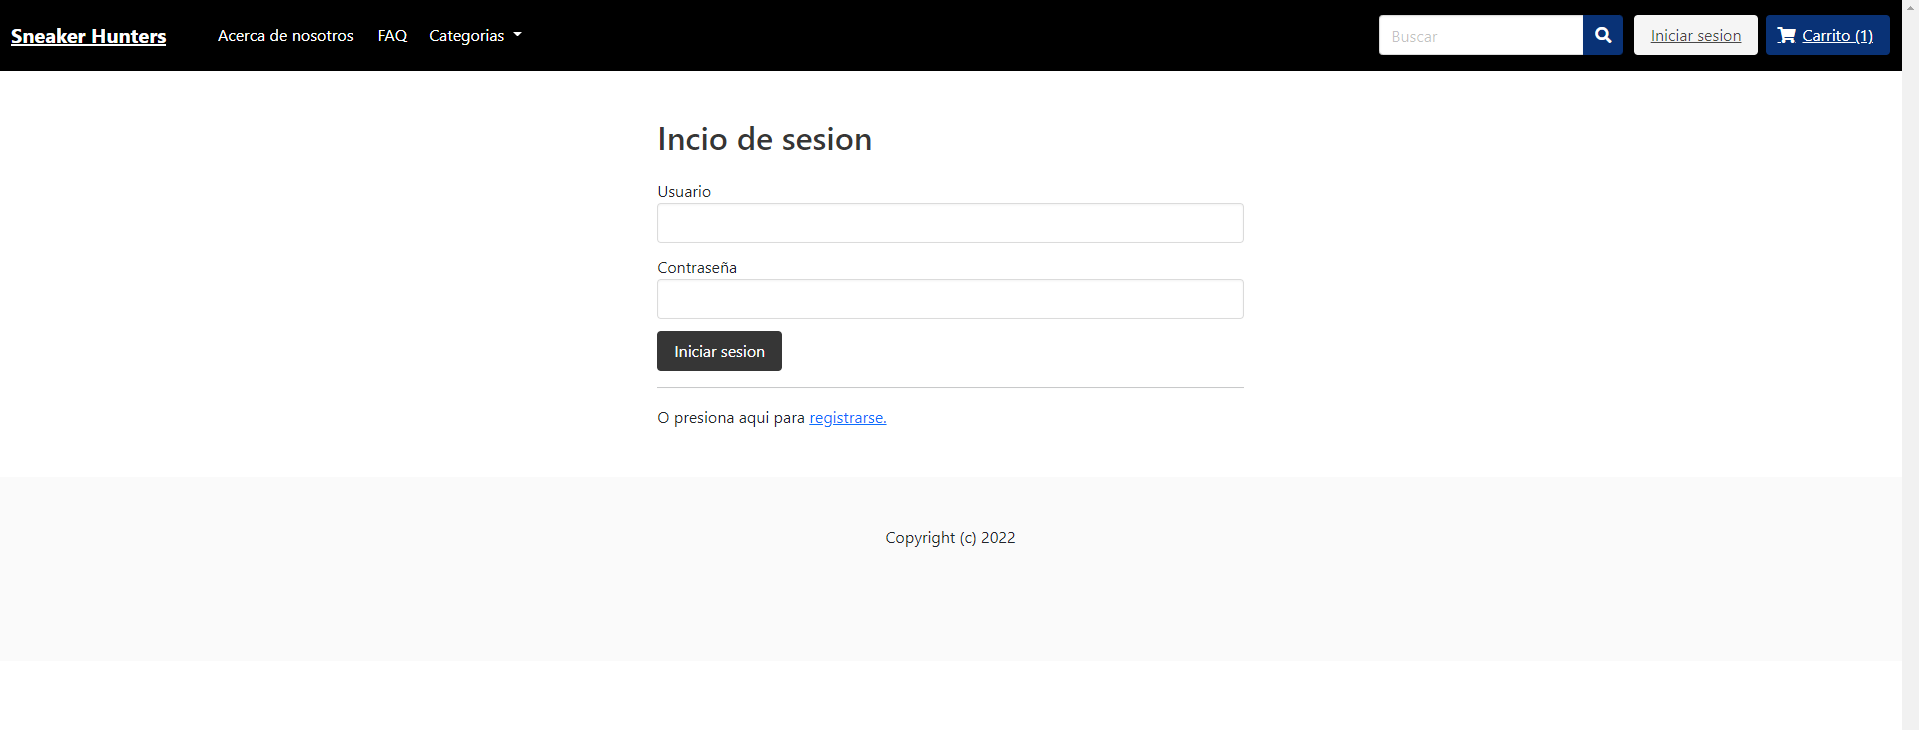 Sneaker Hunters Acerca de nosotros FAQ Categorias Buscar Iniciar sesion Carrito (1)
Incio de sesion
Usuario
Contraseña
Iniciar sesion
O presiona aqui para registrarse.
Copyright (c) 2022